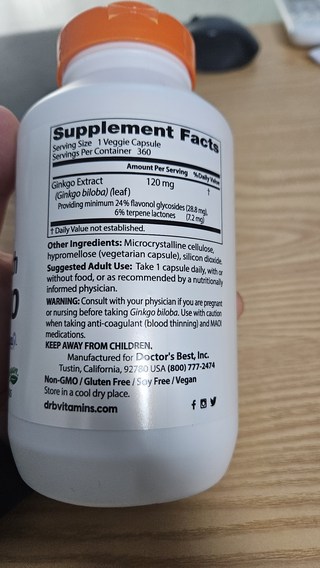 Supplement Facts
Serving Size 1 Veggie Capsule
Servings Per Container 360
Amount Per Serving %Daily Value
Ginkgo Extract 120 mg †
(Ginkgo biloba) (leaf)
Providing minimum 24% flavonol glycosides (28.8 mg),
6% terpene lactones (7.2 mg)
† Daily Value not established.
Other Ingredients: Microcrystalline cellulose,
hypromellose (vegetarian capsule), silicon dioxide.
Suggested Adult Use: Take 1 capsule daily, with or
without food, or as recommended by a nutritionally
informed physician.
WARNING: Consult with your physician if you are pregnant
or nursing before taking Ginkgo biloba. Use with caution
when taking anti-coagulant (blood thinning) and MAOI
medications.
KEEP AWAY FROM CHILDREN.
Manufactured for Doctor's Best, Inc.
Tustin, California, 92780 USA (800) 777-2474
Non-GMO / Gluten Free / Soy Free / Vegan
Store in a cool dry place.
drbvitamins.com